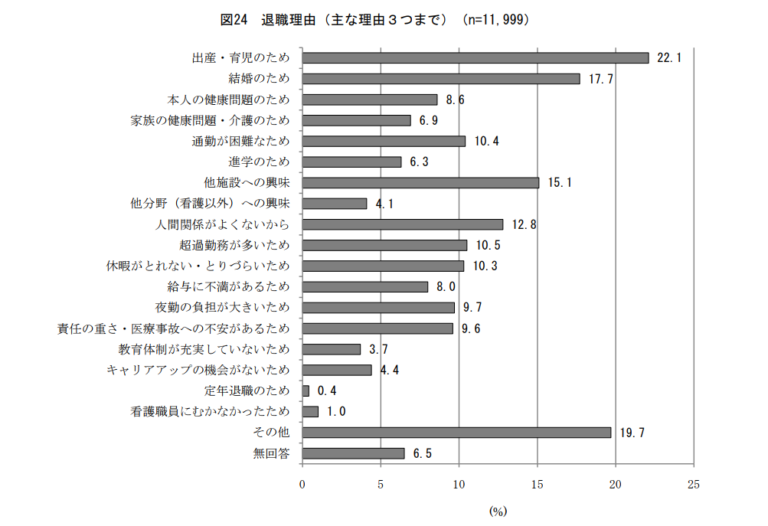 図24 退職理由（主な理由３つまで）（n=11,999）
出産・育児のため 22.1
結婚のため 17.7
本人の健康問題のため 8.6
家族の健康問題・介護のため 6.9
通勤が困難なため 10.4
進学のため 6.3
他施設への興味 15.1
他分野（看護以外）への興味 4.1
人間関係がよくないから 12.8
超過勤務が多いため 10.5
休暇がとれない・とりづらいため 10.3
給与に不満があるため 8.0
夜勤の負担が大きいため 9.7
責任の重さ・医療事故への不安があるため 9.6
教育体制が充実していないため 3.7
キャリアアップの機会がないため 4.4
定年退職のため 0.4
看護職員にむかなかったため 1.0
その他 19.7
無回答 6.5
0 5 10 15 20 25
(%)